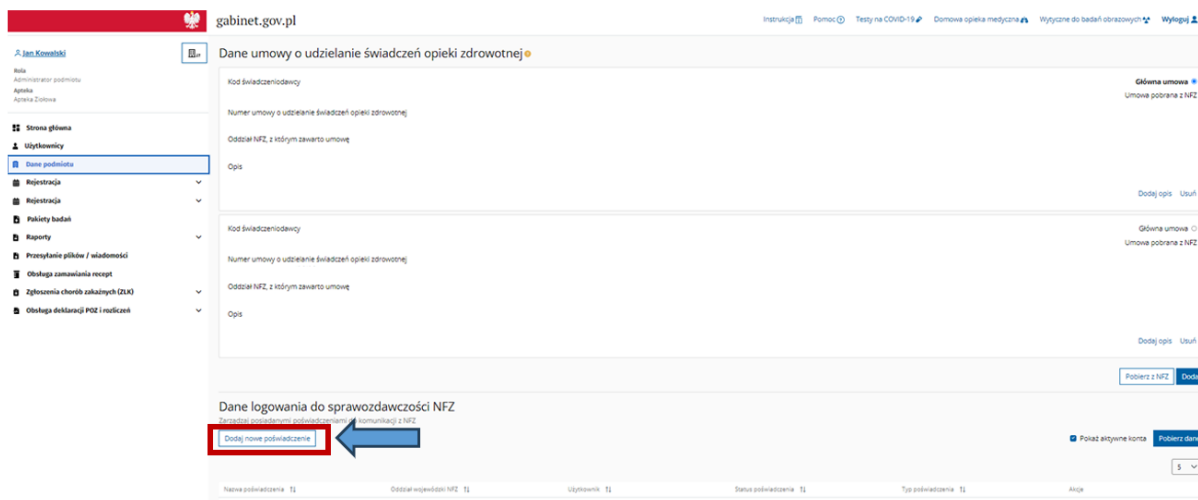 gabinet.gov.pl
Instrukcja Pomoc Testy na COVID-19 Domowa opieka medyczna Wytyczne do badań obrazowych Wyloguj
Jan Kowalski
Rola
Administrator podmiotu
Apteka
Apteka Ziołowa
Strona główna
Użytkownicy
Dane podmiotu
Rejestracja
Rejestracja
Pakiety badań
Raporty
Przesyłanie plików / wiadomości
Obsługa zamawiania recept
Zgłoszenia chorób zakaźnych (ZLK)
Obsługa deklaracji POZ i rozliczeń
Dane umowy o udzielanie świadczeń opieki zdrowotnej
Kod świadczeniodawcy
Główna umowa
Umowa pobrana z NFZ
Numer umowy o udzielanie świadczeń opieki zdrowotnej
Oddział NFZ, z którym zawarto umowę
Opis
Dodaj opis Usuń
Kod świadczeniodawcy
Główna umowa
Umowa pobrana z NFZ
Numer umowy o udzielanie świadczeń opieki zdrowotnej
Oddział NFZ, z którym zawarto umowę
Opis
Dodaj opis Usuń
Pobierz z NFZ Doda
Dane logowania do sprawozdawczości NFZ
Zarządzaj posiadanymi poświadczeniami do komunikacji z NFZ
Dodaj nowe poświadczenie
Pokaż aktywne konta Pobierz dane
5
Nazwa poświadczenia Oddział wojewódzki NFZ Użytkownik Status poświadczenia Typ poświadczenia Akcje